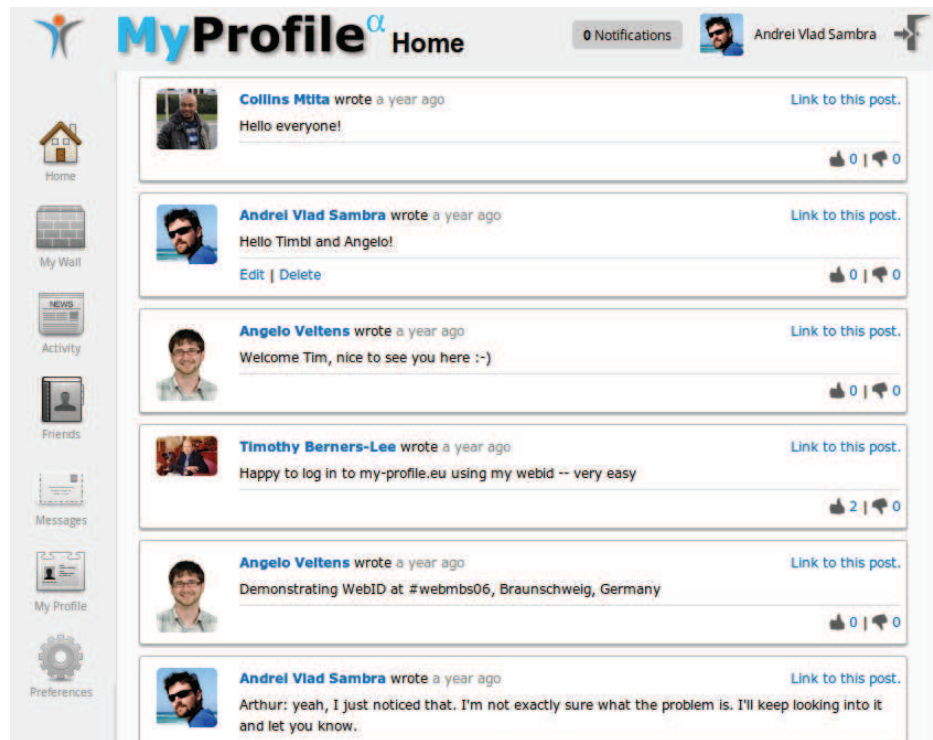 MyProfile α Home
0 Notifications
Andrei Vlad Sambra
Home
My Wall
NEWS
Activity
Friends
Messages
My Profile
Preferences
Collins Mtita wrote a year ago
Link to this post.
Hello everyone!
0 | 0
Andrei Vlad Sambra wrote a year ago
Link to this post.
Hello Timbl and Angelo!
Edit | Delete
0 | 0
Angelo Veltens wrote a year ago
Link to this post.
Welcome Tim, nice to see you here :-)
0 | 0
Timothy Berners-Lee wrote a year ago
Link to this post.
Happy to log in to my-profile.eu using my webid -- very easy
2 | 0
Angelo Veltens wrote a year ago
Link to this post.
Demonstrating WebID at #webmbs06, Braunschweig, Germany
0 | 0
Andrei Vlad Sambra wrote a year ago
Link to this post.
Arthur: yeah, I just noticed that. I'm not exactly sure what the problem is. I'll keep looking into it
and let you know.